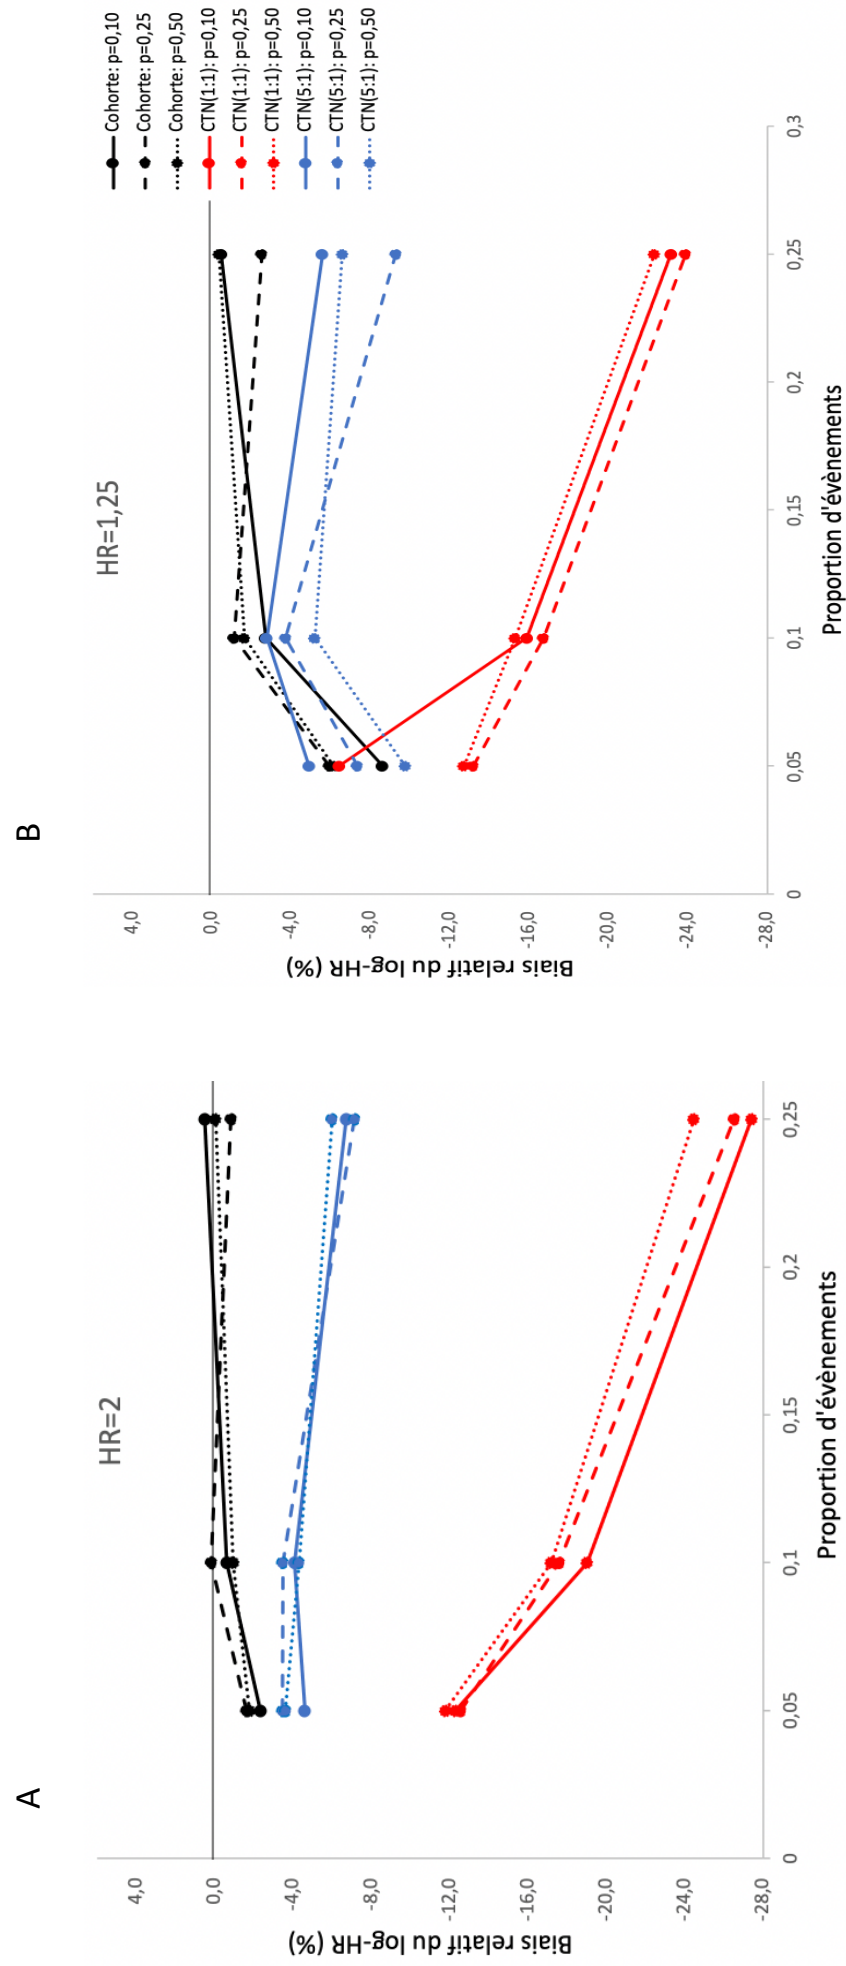 A
HR=2
4,0
0,0
-4,0
-8,0
-12,0
-16,0
-20,0
-24,0
-28,0
Biais relatif du log-HR (%)
0
0,05
0,1
0,15
0,2
0,25
Proportion d'évènements
B
HR=1,25
4,0
0,0
-4,0
-8,0
-12,0
-16,0
-20,0
-24,0
-28,0
Biais relatif du log-HR (%)
0
0,05
0,1
0,15
0,2
0,25
0,3
Proportion d'évènements
Cohorte: p=0,10
Cohorte: p=0,25
Cohorte: p=0,50
CTN(1:1): p=0,10
CTN(1:1): p=0,25
CTN(1:1): p=0,50
CTN(5:1): p=0,10
CTN(5:1): p=0,25
CTN(5:1): p=0,50